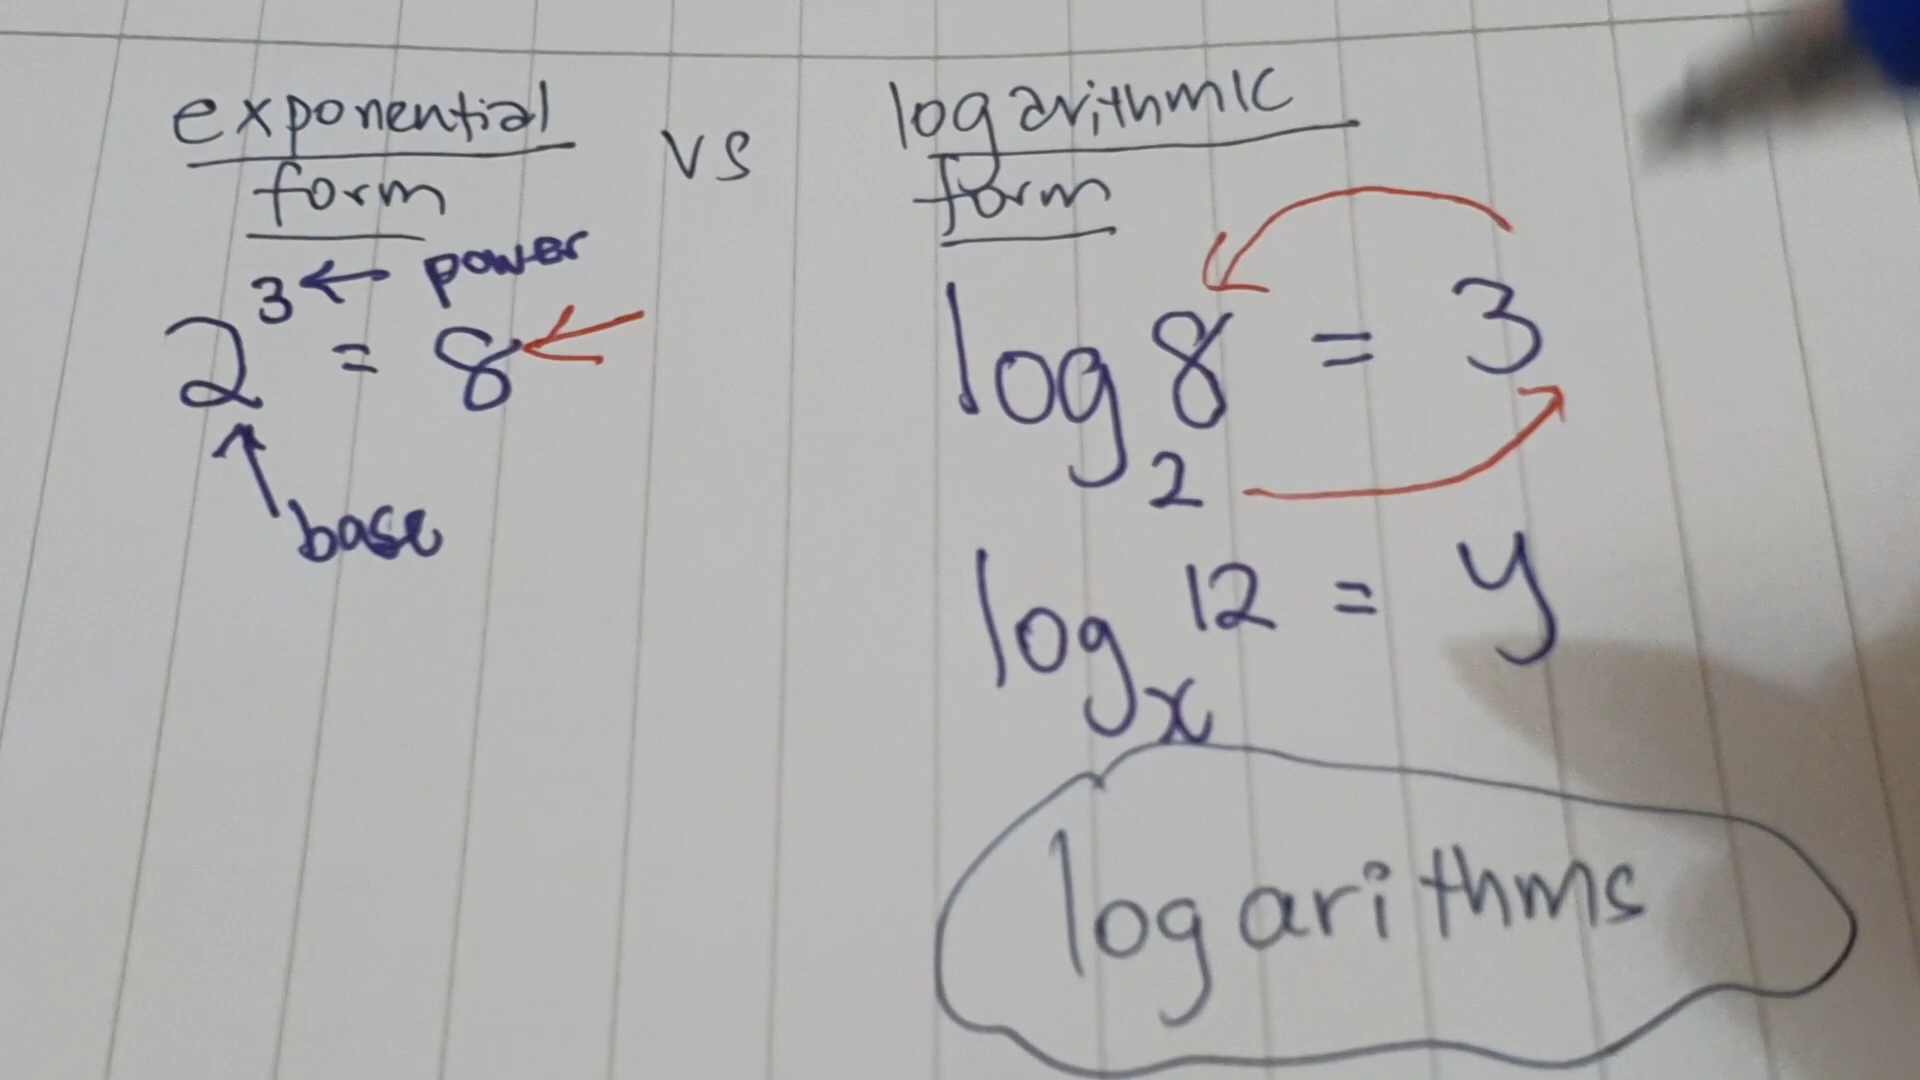 exponential
form
vs
logarithmic
form
3 ← power
2 = 8
base
log₂ 8 = 3
logₓ 12 = y
logarithms